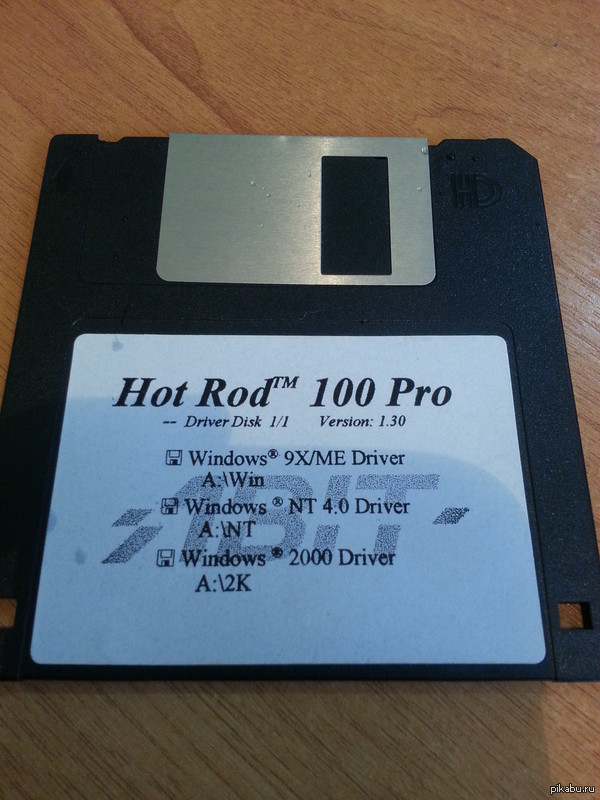 HD
Hot Rod™ 100 Pro
-- Driver Disk 1/1 Version: 1.30
Windows® 9X/ME Driver
A:\Win
Windows ® NT 4.0 Driver
A:\NT
Windows ® 2000 Driver
A:\2K
ABIT
pikabu.ru